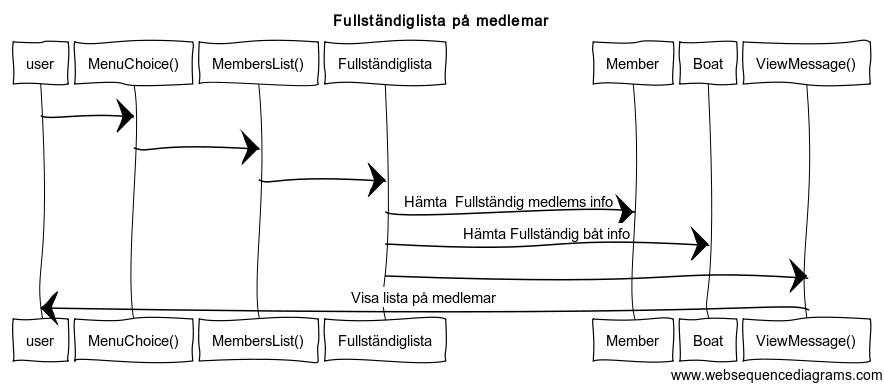 Fullständiglista på medlemar
user MenuChoice() MembersList() Fullständiglista Member Boat ViewMessage()
Hämta  Fullständig medlems info
Hämta Fullständig båt info
Visa lista på medlemar
user MenuChoice() MembersList() Fullständiglista Member Boat ViewMessage()
www.websequencediagrams.com